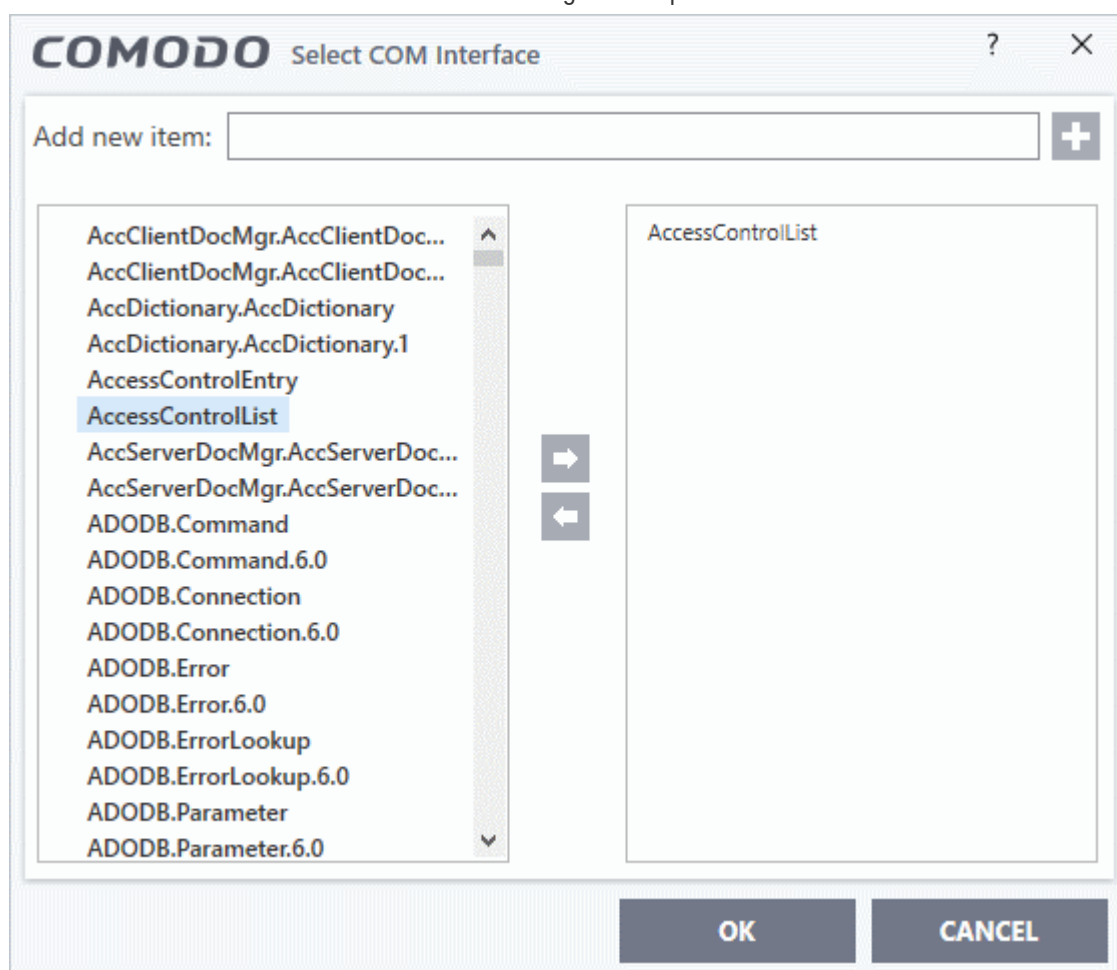 COMODO Select COM Interface ?
Add new item:
AccClientDocMgr.AccClientDoc...
AccClientDocMgr.AccClientDoc...
AccDictionary.AccDictionary
AccDictionary.AccDictionary.1
AccessControlEntry
AccessControlList
AccServerDocMgr.AccServerDoc...
AccServerDocMgr.AccServerDoc...
ADODB.Command
ADODB.Command.6.0
ADODB.Connection
ADODB.Connection.6.0
ADODB.Error
ADODB.Error.6.0
ADODB.ErrorLookup
ADODB.ErrorLookup.6.0
ADODB.Parameter
ADODB.Parameter.6.0
AccessControlList
OK
CANCEL